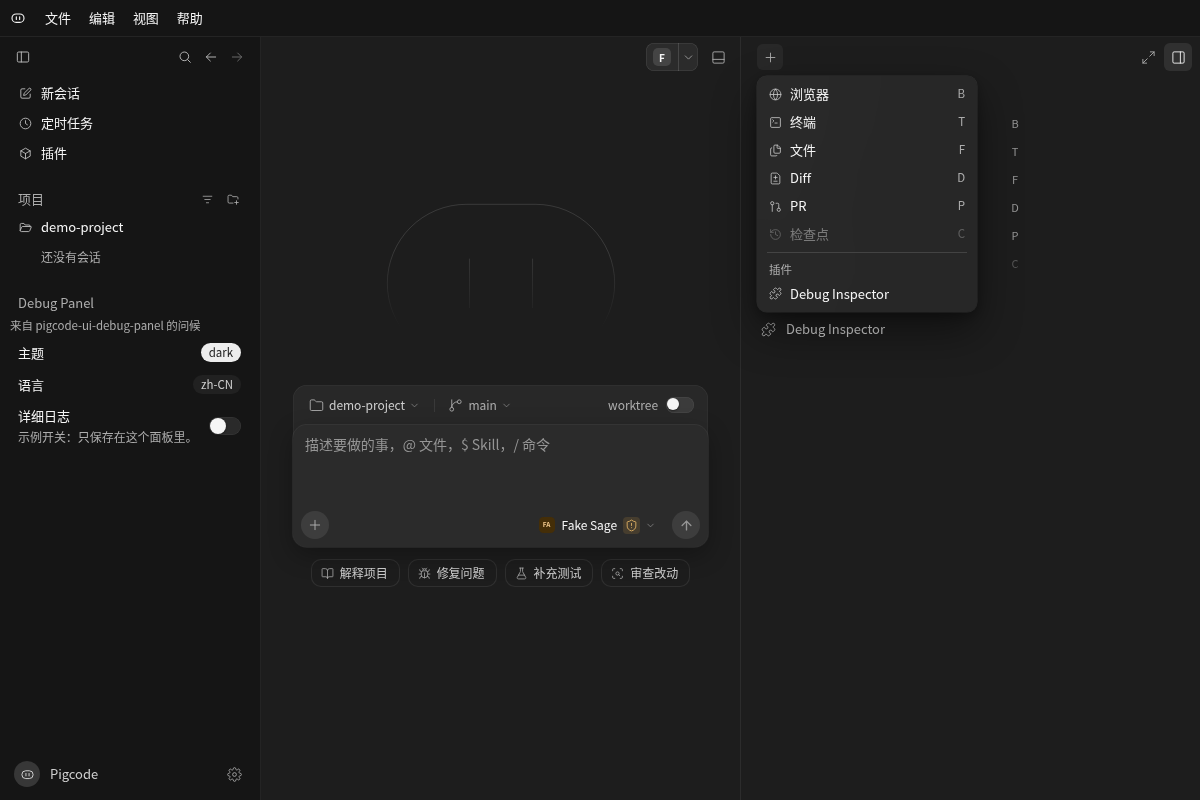 文件 编辑 视图 帮助
新会话
定时任务
插件
项目
demo-project
还没有会话
Debug Panel
来自 pigcode-ui-debug-panel 的问候
主题 dark
语言 zh-CN
详细日志
示例开关：只保存在这个面板里。
Pigcode
F
demo-project main worktree
描述要做的事，@ 文件，$ Skill，/ 命令
FA Fake Sage
解释项目 修复问题 补充测试 审查改动
浏览器 B
终端 T
文件 F
Diff D
PR P
检查点 C
插件
Debug Inspector
B
T
F
D
P
C
Debug Inspector